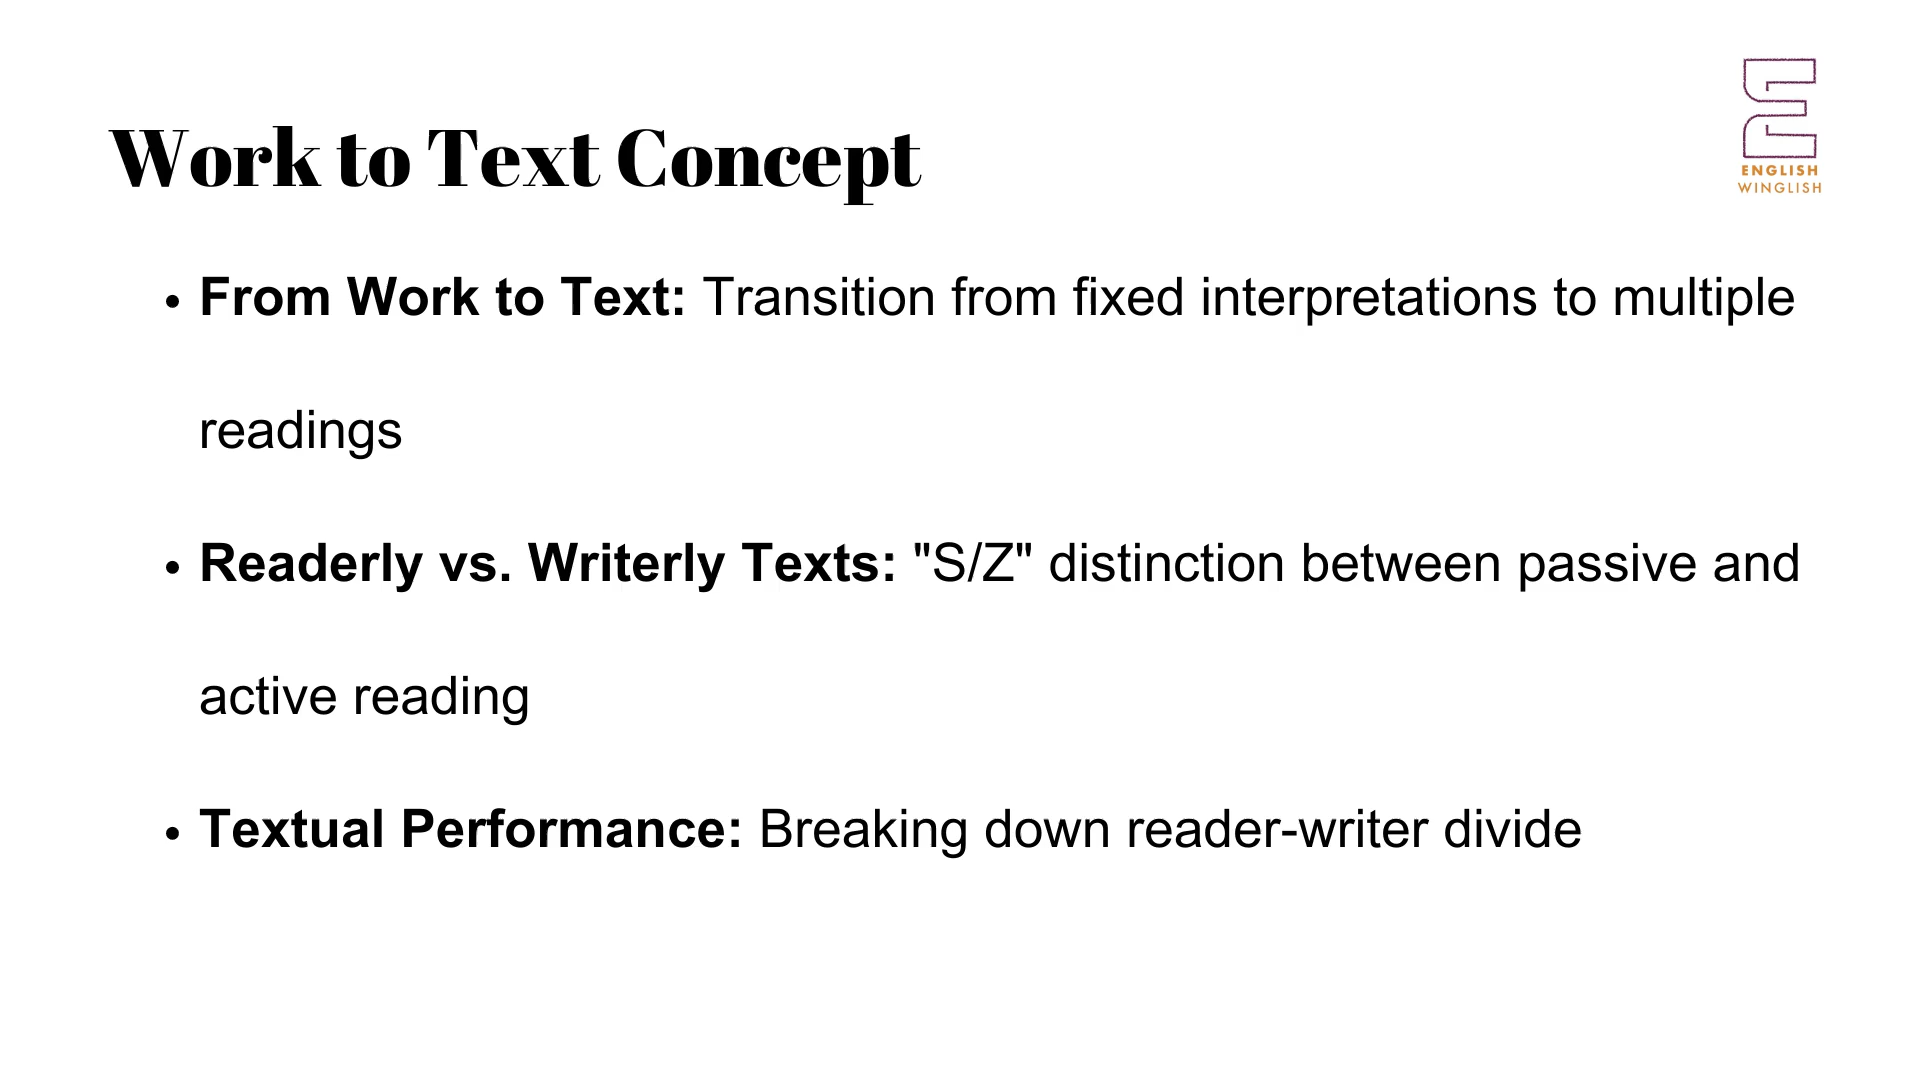 ENGLISH
WINGLISH
Work to Text Concept
• From Work to Text: Transition from fixed interpretations to multiple
readings
• Readerly vs. Writerly Texts: "S/Z" distinction between passive and
active reading
• Textual Performance: Breaking down reader-writer divide